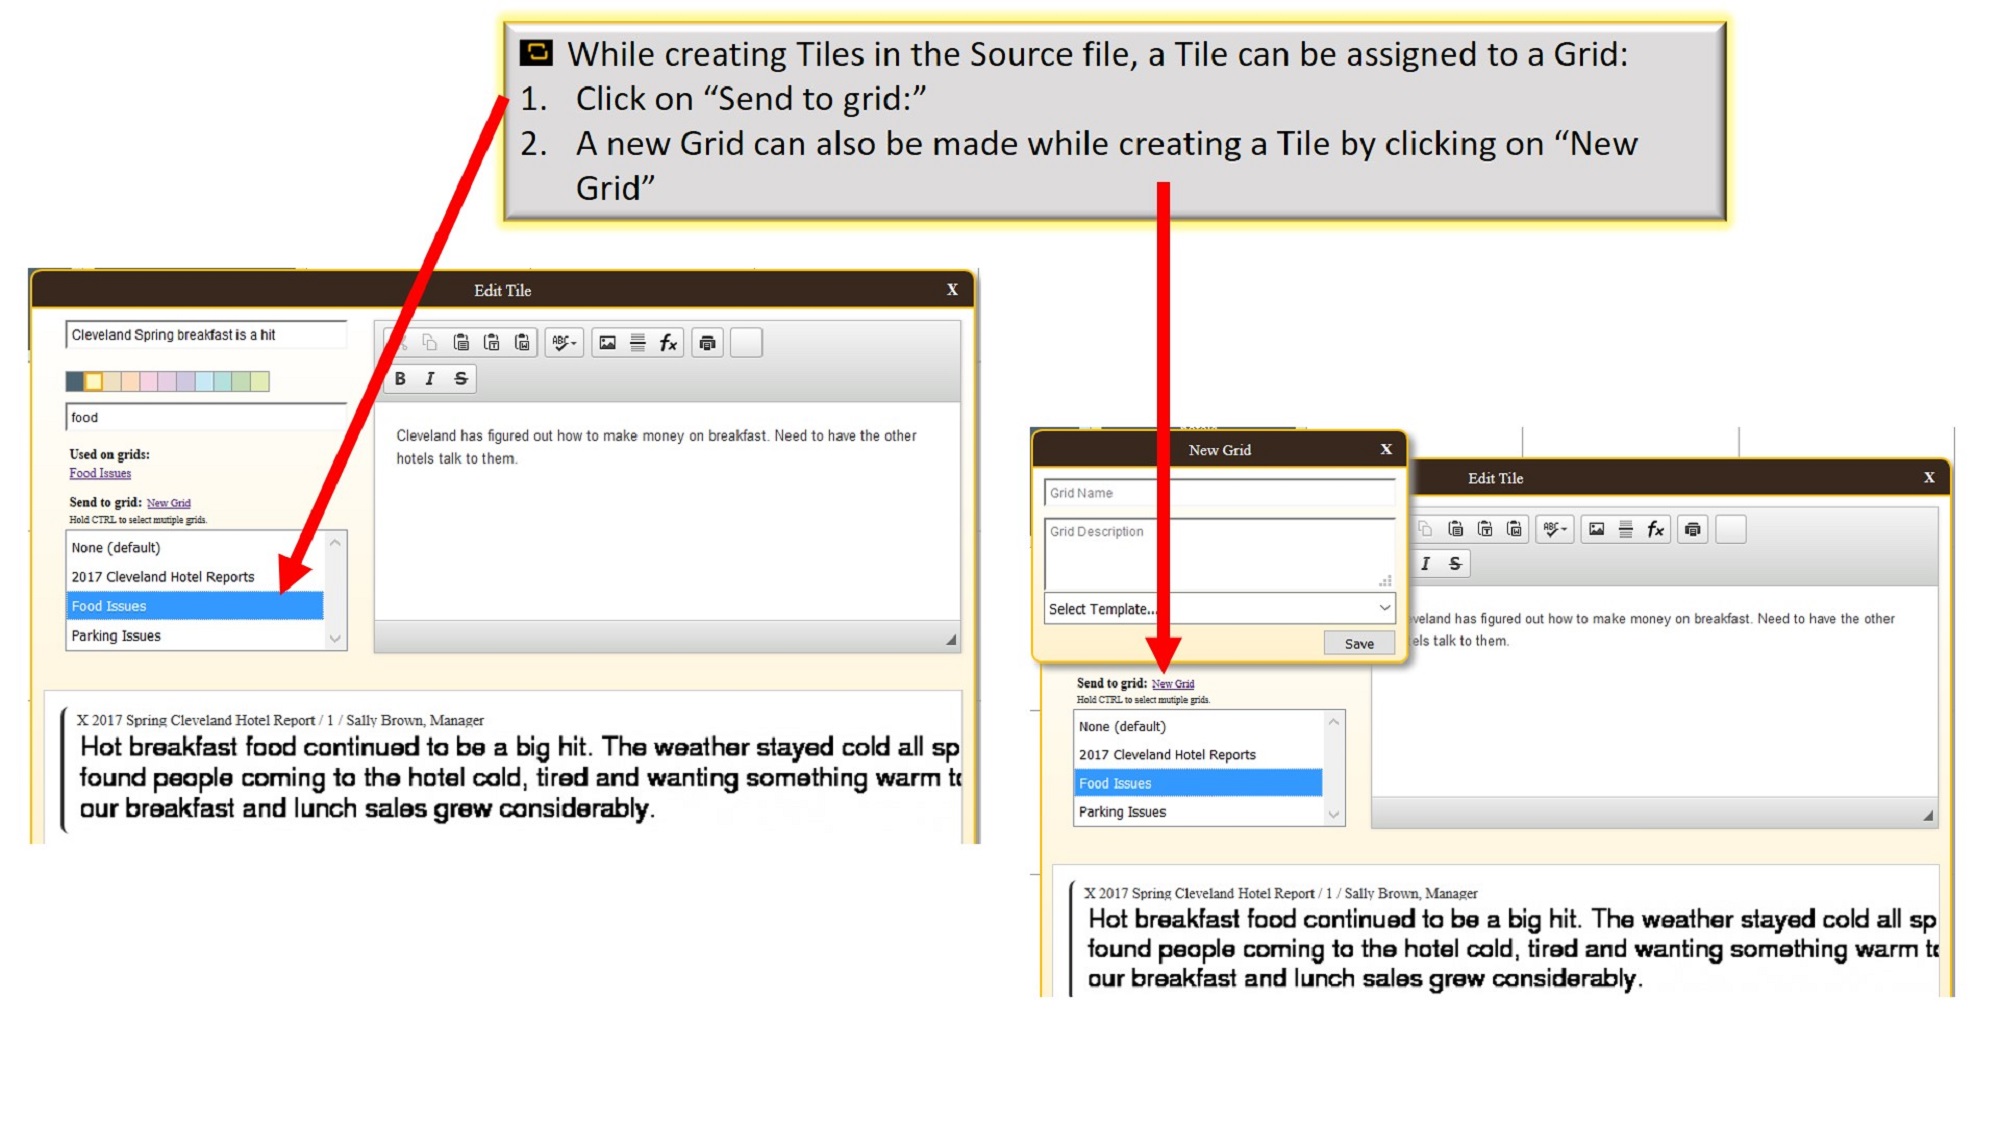 While creating Tiles in the Source file, a Tile can be assigned to a Grid:
1. Click on “Send to grid:”
2. A new Grid can also be made while creating a Tile by clicking on “New
Grid”
Edit Tile X
Cleveland Spring breakfast is a hit
food
Used on grids:
Food Issues
Send to grid: New Grid
Hold CTRL to select mutiple grids.
None (default)
2017 Cleveland Hotel Reports
Food Issues
Parking Issues
ABC
fx
B I S
Cleveland has figured out how to make money on breakfast. Need to have the other
hotels talk to them.
X 2017 Spring Cleveland Hotel Report / 1 / Sally Brown, Manager
Hot breakfast food continued to be a big hit. The weather stayed cold all sp
found people coming to the hotel cold, tired and wanting something warm to
our breakfast and lunch sales grew considerably.
New Grid X
Grid Name
Grid Description
Select Template...
Save
Edit Tile X
ABC
fx
I S
veland has figured out how to make money on breakfast. Need to have the other
els talk to them.
Send to grid: New Grid
Hold CTRL to select mutiple grids.
None (default)
2017 Cleveland Hotel Reports
Food Issues
Parking Issues
X 2017 Spring Cleveland Hotel Report / 1 / Sally Brown, Manager
Hot breakfast food continued to be a big hit. The weather stayed cold all sp
found people coming to the hotel cold, tired and wanting something warm to
our breakfast and lunch sales grew considerably.